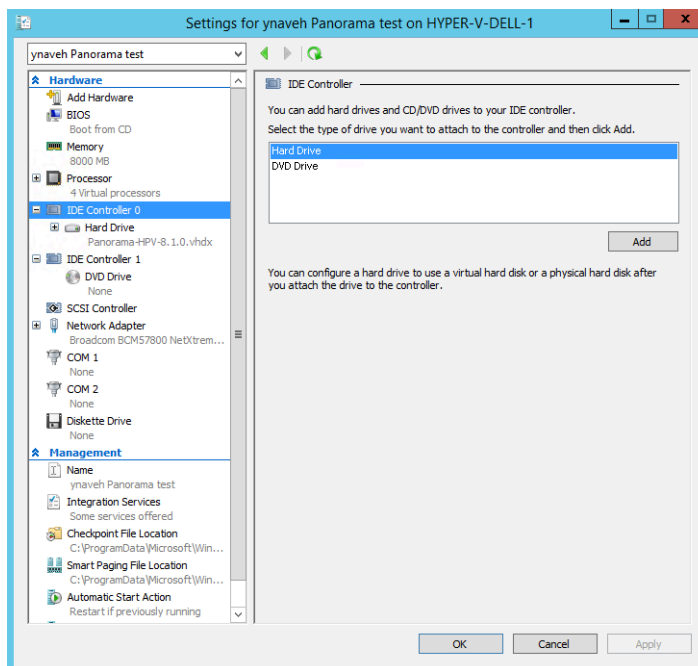 Settings for ynaveh Panorama test on HYPER-V-DELL-1
ynaveh Panorama test
Hardware
Add Hardware
BIOS
Boot from CD
Memory
8000 MB
Processor
4 Virtual processors
IDE Controller 0
Hard Drive
Panorama-HPV-8.1.0.vhdx
IDE Controller 1
DVD Drive
None
SCSI Controller
Network Adapter
Broadcom BCM57800 NetXtrem...
COM 1
None
COM 2
None
Diskette Drive
None
Management
Name
ynaveh Panorama test
Integration Services
Some services offered
Checkpoint File Location
C:\ProgramData\Microsoft\Win...
Smart Paging File Location
C:\ProgramData\Microsoft\Win...
Automatic Start Action
Restart if previously running
IDE Controller
You can add hard drives and CD/DVD drives to your IDE controller.
Select the type of drive you want to attach to the controller and then click Add.
Hard Drive
DVD Drive
Add
You can configure a hard drive to use a virtual hard disk or a physical hard disk after
you attach the drive to the controller.
OK
Cancel
Apply